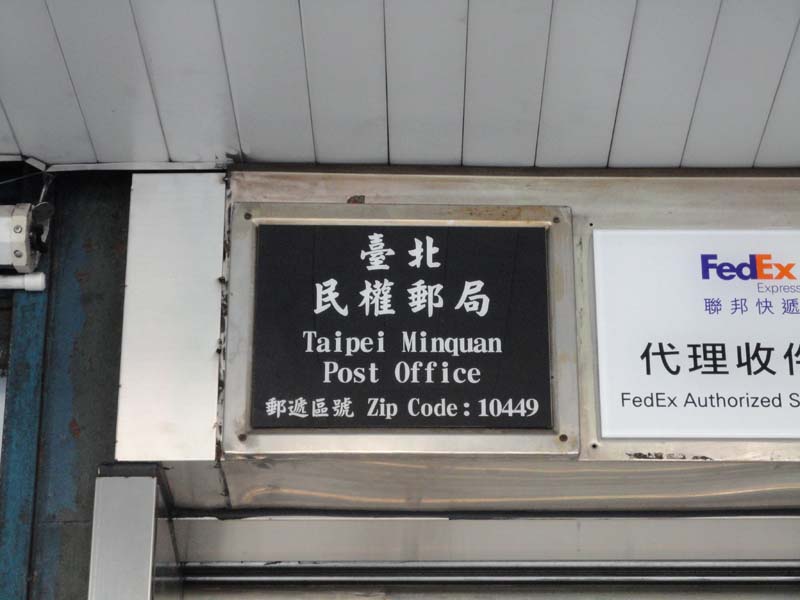 臺北
民權郵局
Taipei Minquan
Post Office
郵遞區號 Zip Code: 10449
FedEx
Express
聯邦快遞
代理收件
FedEx Authorized